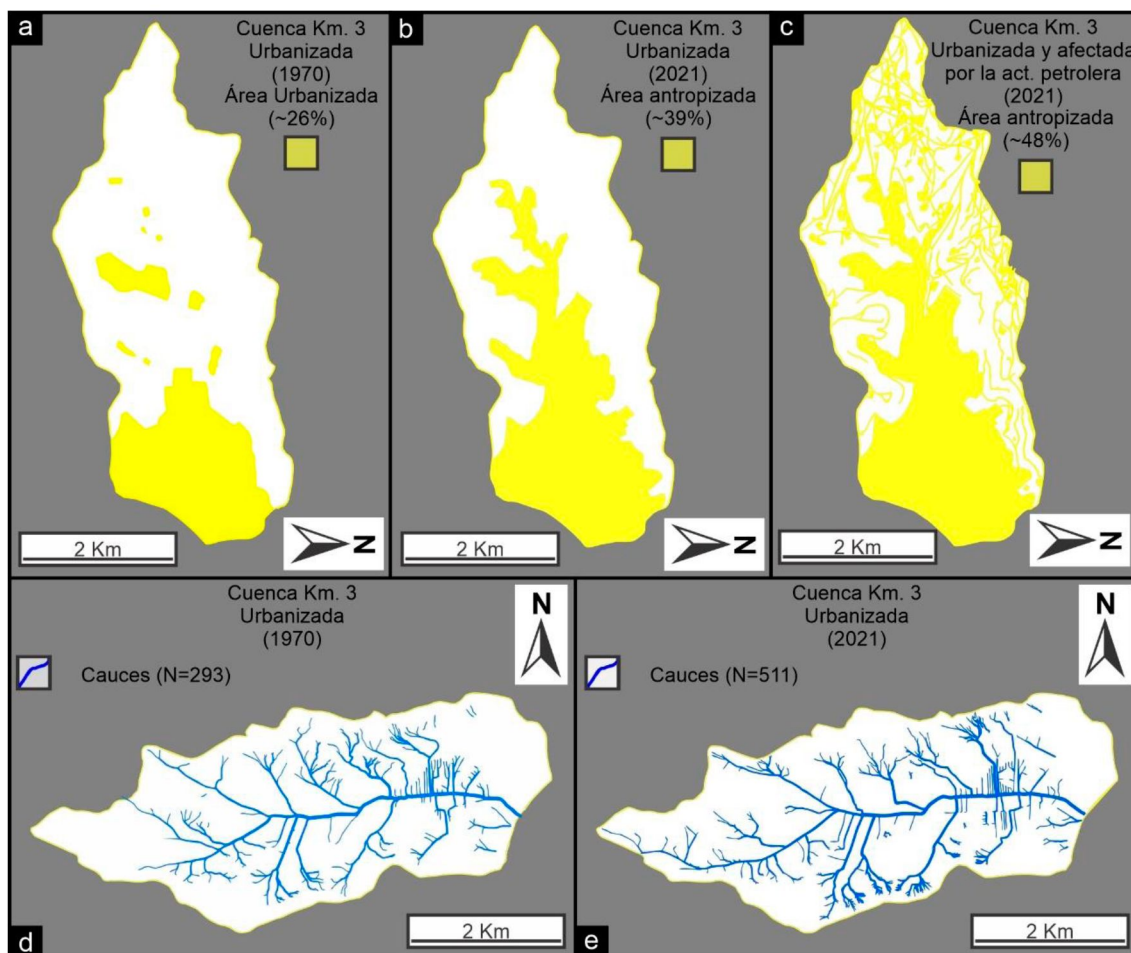 a
Cuenca Km. 3
Urbanizada
(1970)
Área Urbanizada
(~26%)
2 Km
N
b
Cuenca Km. 3
Urbanizada
(2021)
Área antropizada
(~39%)
2 Km
N
c
Cuenca Km. 3
Urbanizada y afectada
por la act. petrolera
(2021)
Área antropizada
(~48%)
2 Km
N
Cuenca Km. 3
Urbanizada
(1970)
N
Cauces (N=293)
2 Km
d
Cuenca Km. 3
Urbanizada
(2021)
N
Cauces (N=511)
2 Km
e